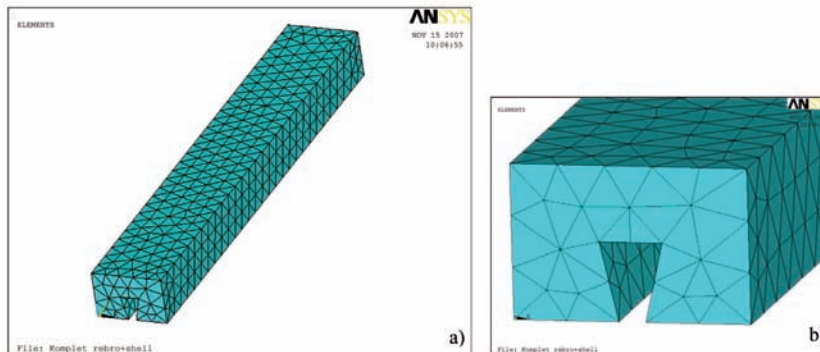 ELEMENTS
ANSYS
NOV 15 2007
10:06:55
File: Komplet rebro+shell
a)
ELEMENTS
AN
File: Komplet rebro+shell
b